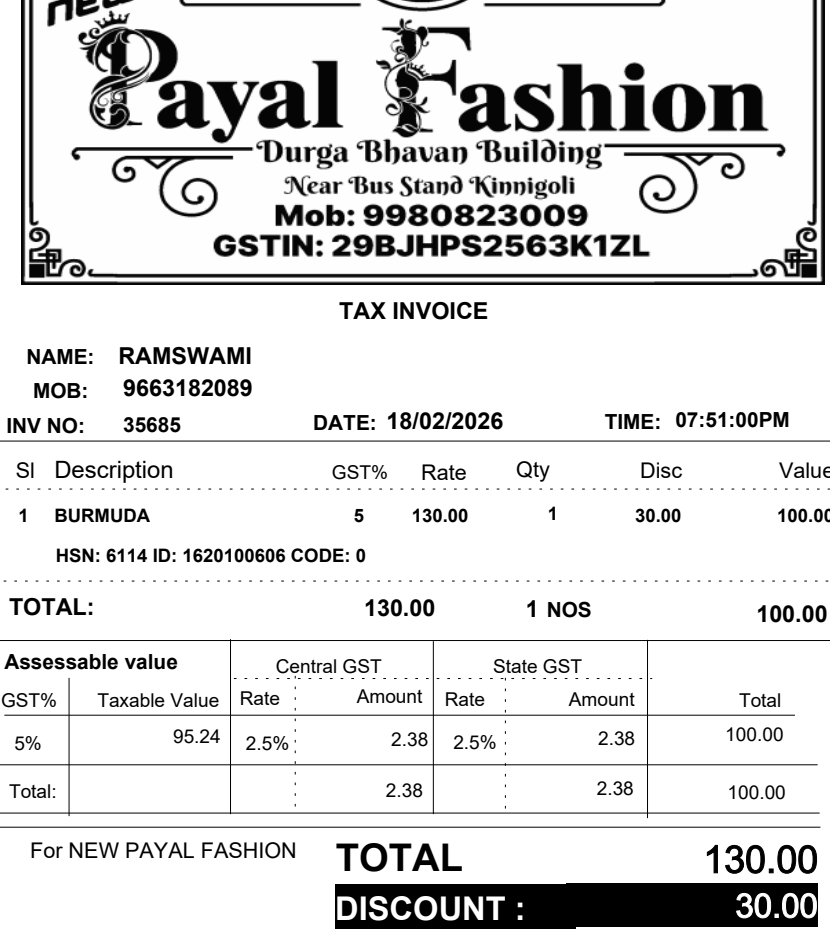 new
Payal Fashion
Durga Bhavan Building
Near Bus Stand Kinnigoli
Mob: 9980823009
GSTIN: 29BJHPS2563K1ZL
TAX INVOICE
NAME: RAMSWAMI
MOB: 9663182089
INV NO: 35685 DATE: 18/02/2026 TIME: 07:51:00PM
Sl Description GST% Rate Qty Disc Value
1 BURMUDA 5 130.00 1 30.00 100.00
HSN: 6114 ID: 1620100606 CODE: 0
TOTAL: 130.00 1 NOS 100.00
Assessable value Central GST State GST
GST% Taxable Value Rate Amount Rate Amount Total
5% 95.24 2.5% 2.38 2.5% 2.38 100.00
Total: 2.38 2.38 100.00
For NEW PAYAL FASHION TOTAL 130.00
DISCOUNT : 30.00